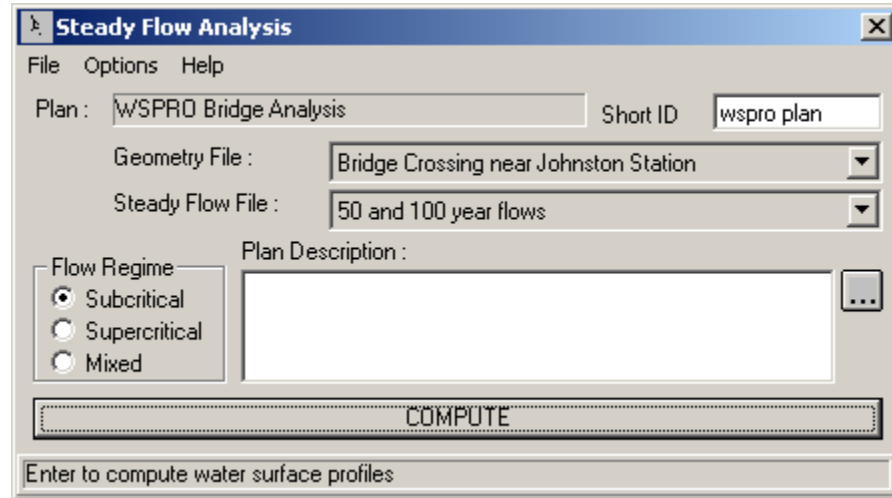 Steady Flow Analysis
File Options Help
Plan : WSPRO Bridge Analysis Short ID wspro plan
Geometry File : Bridge Crossing near Johnston Station
Steady Flow File : 50 and 100 year flows
Plan Description :
Flow Regime
Subcritical
Supercritical
Mixed
...
COMPUTE
Enter to compute water surface profiles